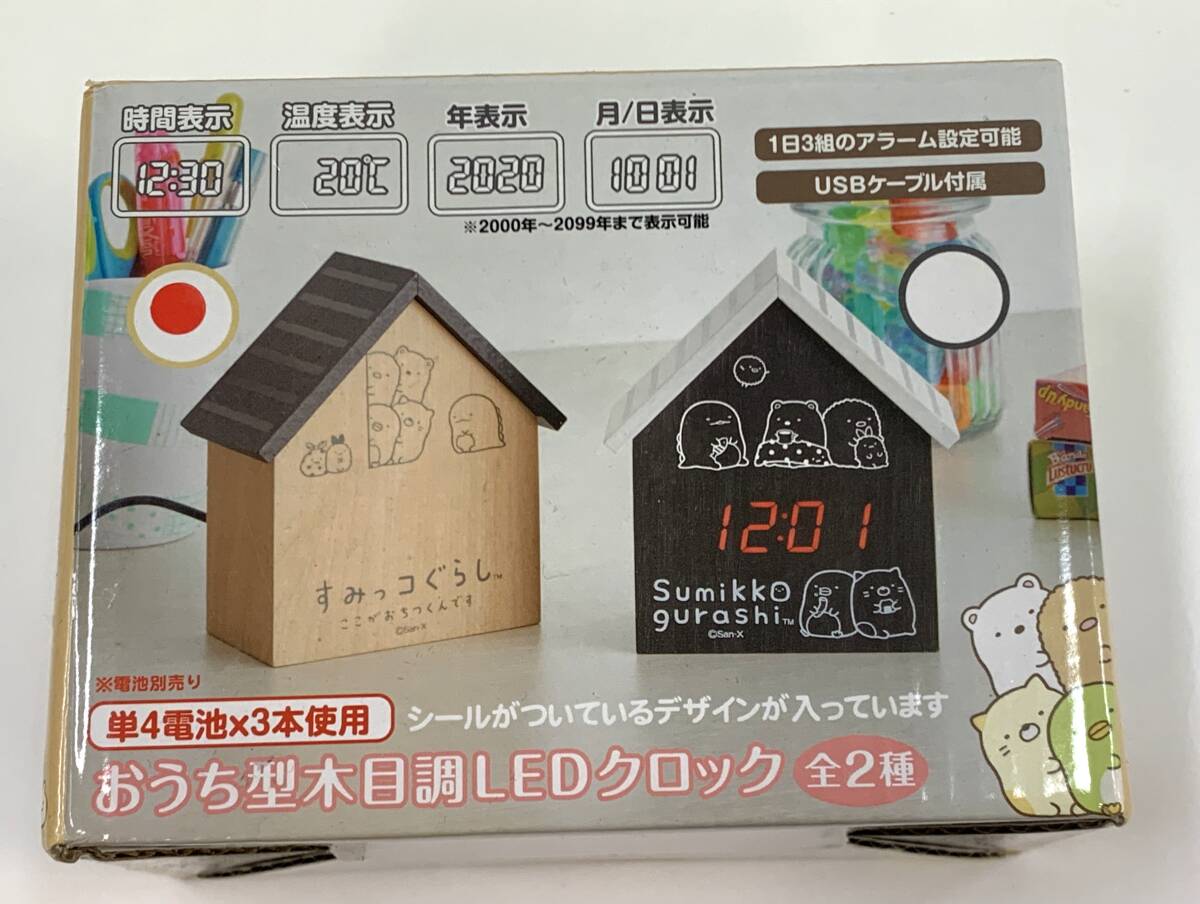 時間表示
温度表示
年表示
月/日表示
12:30
20℃
2020
10 01
※2000年～2099年まで表示可能
1日3組のアラーム設定可能
USBケーブル付属
すみっコぐらし™
ここがおちつくんです
©San-X
12:01
Sumikko
gurashi™
©San-X
※電池別売り
単4電池×3本使用
シールがついているデザインが入っています
おうち型木目調LEDクロック
全2種